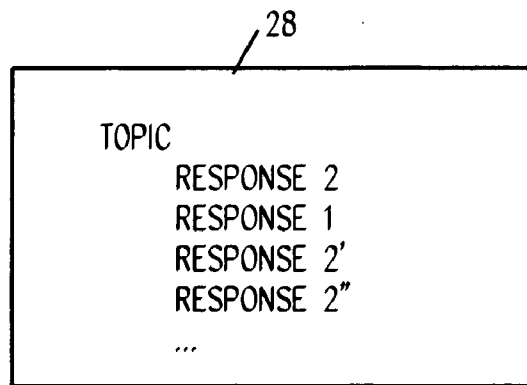 28
TOPIC
RESPONSE 2
RESPONSE 1
RESPONSE 2'
RESPONSE 2"
...